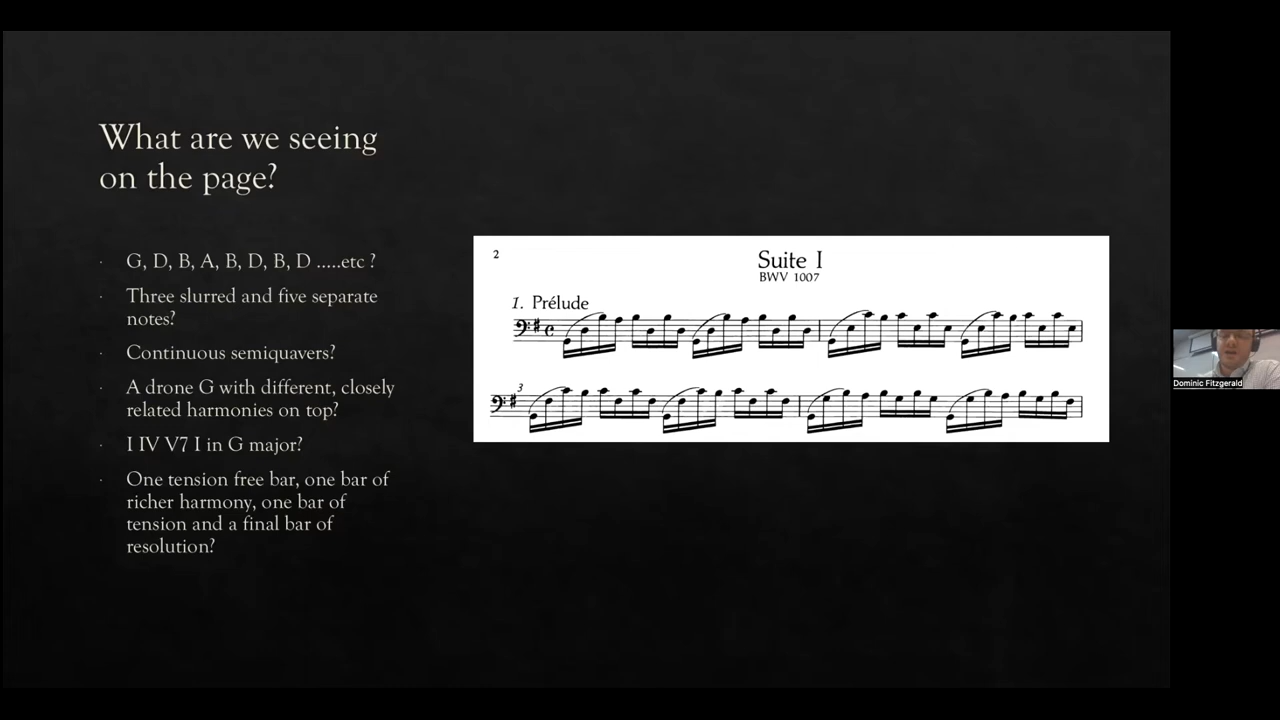 What are we seeing
on the page?
· G, D, B, A, B, D, B, D .....etc ?
· Three slurred and five separate
notes?
· Continuous semiquavers?
· A drone G with different, closely
related harmonies on top?
· I IV V7 I in G major?
· One tension free bar, one bar of
richer harmony, one bar of
tension and a final bar of
resolution?
2
Suite I
BWV 1007
1. Prélude
3
Dominic Fitzgerald